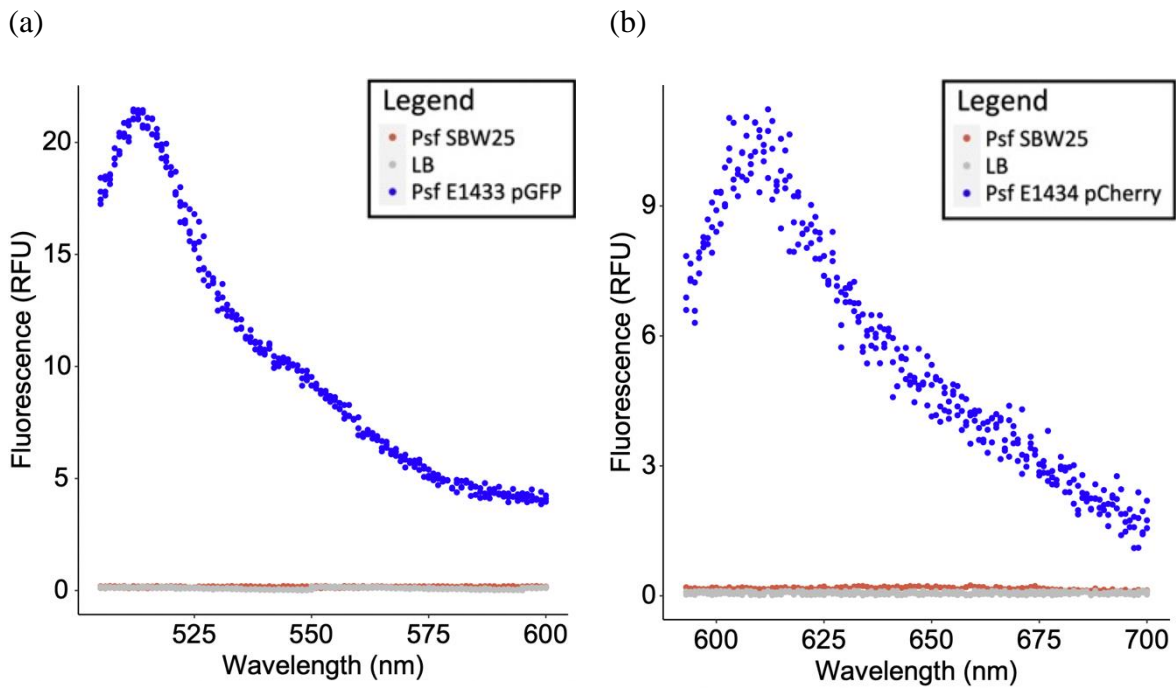 (a)
Legend
Psf SBW25
LB
Psf E1433 pGFP
Fluorescence (RFU)
20
15
10
5
0
525 550 575 600
Wavelength (nm)
(b)
Legend
Psf SBW25
LB
Psf E1434 pCherry
Fluorescence (RFU)
9
6
3
0
600 625 650 675 700
Wavelength (nm)